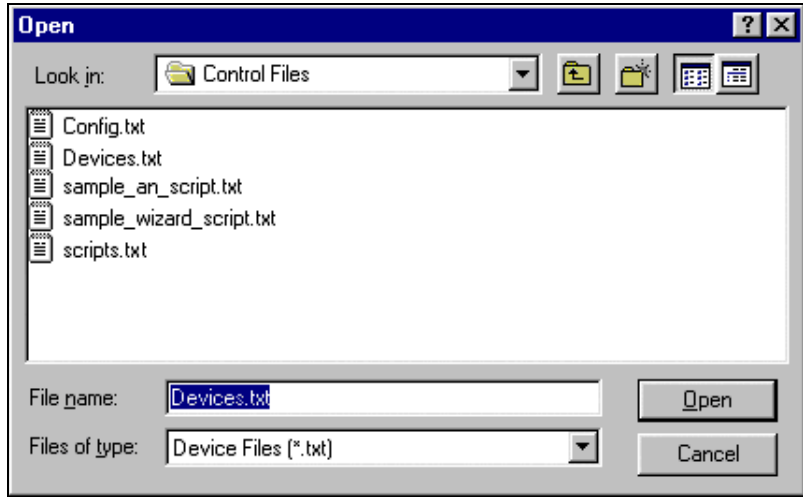 Open
Look in: Control Files
Config.txt
Devices.txt
sample_an_script.txt
sample_wizard_script.txt
scripts.txt
File name: Devices.txt Open
Files of type: Device Files (*.txt) Cancel